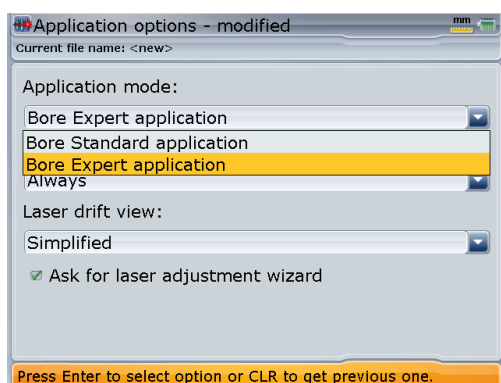 Application options - modified
mm
Current file name: <new>
Application mode:
Bore Expert application
Bore Standard application
Bore Expert application
Always
Laser drift view:
Simplified
Ask for laser adjustment wizard
Press Enter to select option or CLR to get previous one.